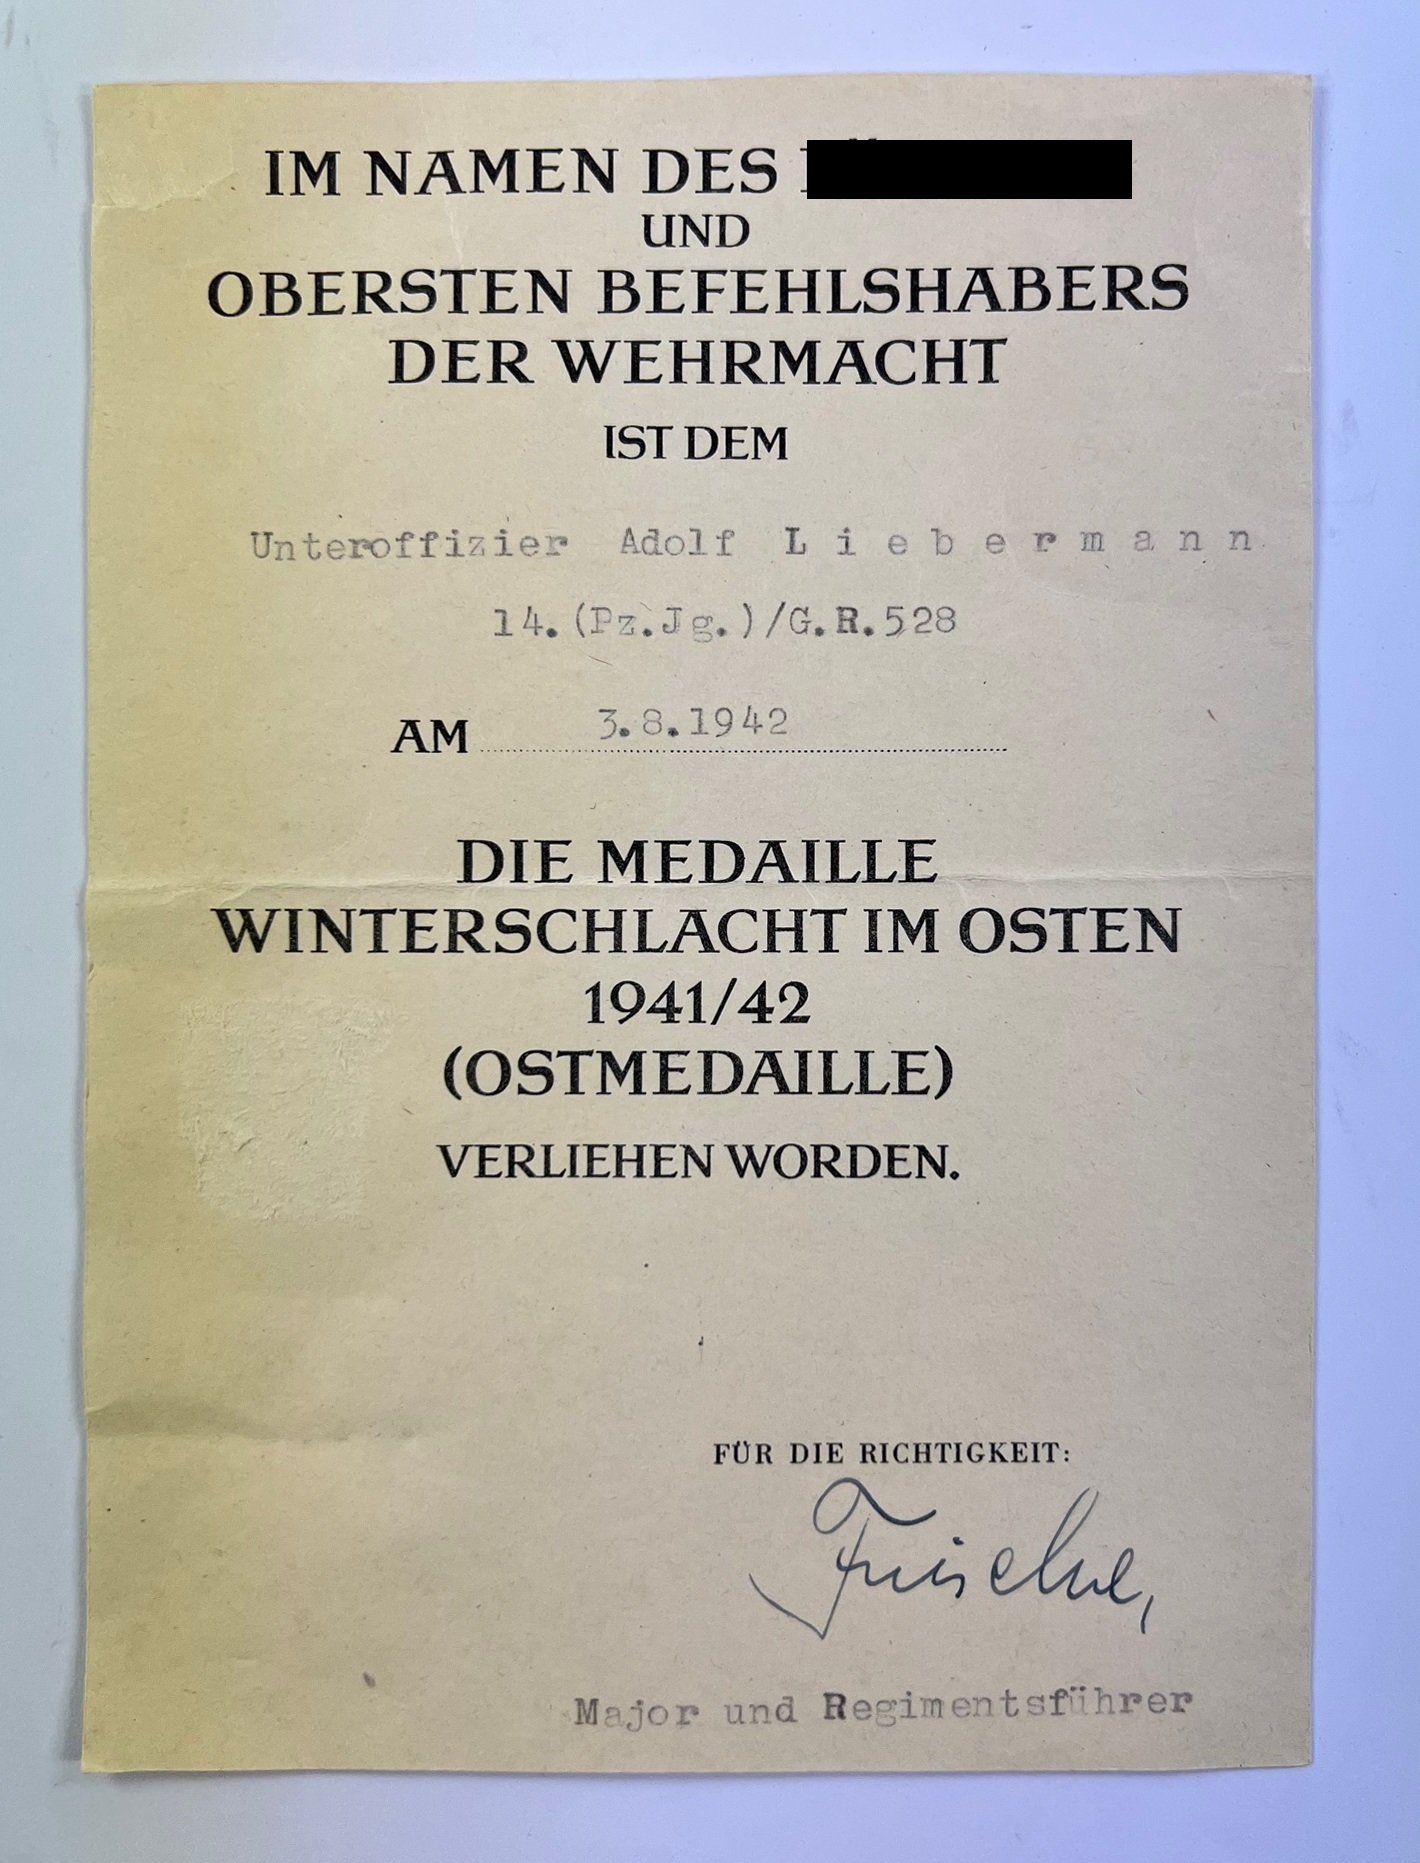 IM NAMEN DES
UND
OBERSTEN BEFEHLSHABERS
DER WEHRMACHT
IST DEM
Unteroffizier Adolf Liebermann
14.(Pz.Jg.)/G.R.528
AM 3.8.1942
DIE MEDAILLE
WINTERSCHLACHT IM OSTEN
1941/42
(OSTMEDAILLE)
VERLIEHEN WORDEN.
FÜR DIE RICHTIGKEIT:
Major und Regimentsführer